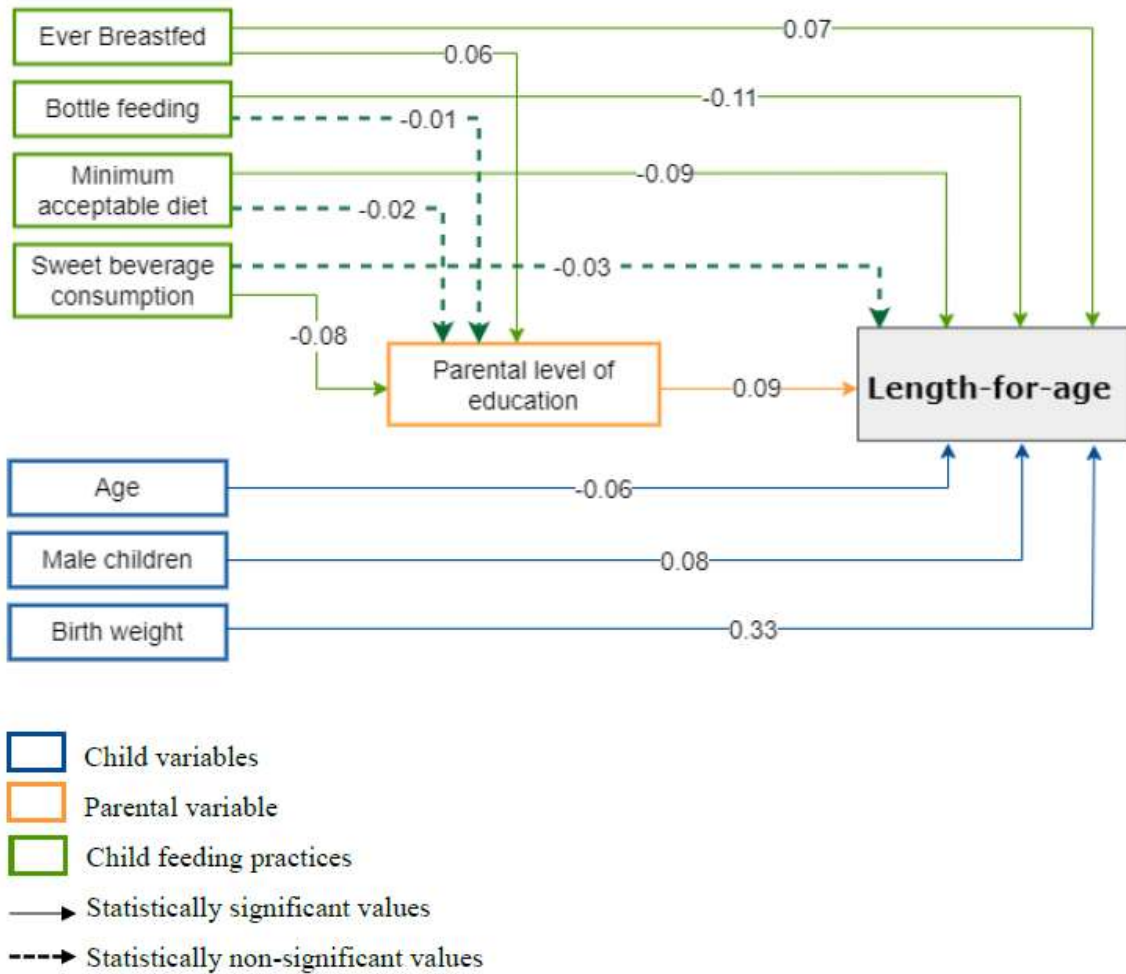 Ever Breastfed
0.07
0.06
Bottle feeding
-0.11
-0.01
Minimum
acceptable diet
-0.09
-0.02
Sweet beverage
consumption
-0.03
-0.08
Parental level of
education
0.09
Length-for-age
Age
-0.06
Male children
0.08
Birth weight
0.33
Child variables
Parental variable
Child feeding practices
Statistically significant values
Statistically non-significant values